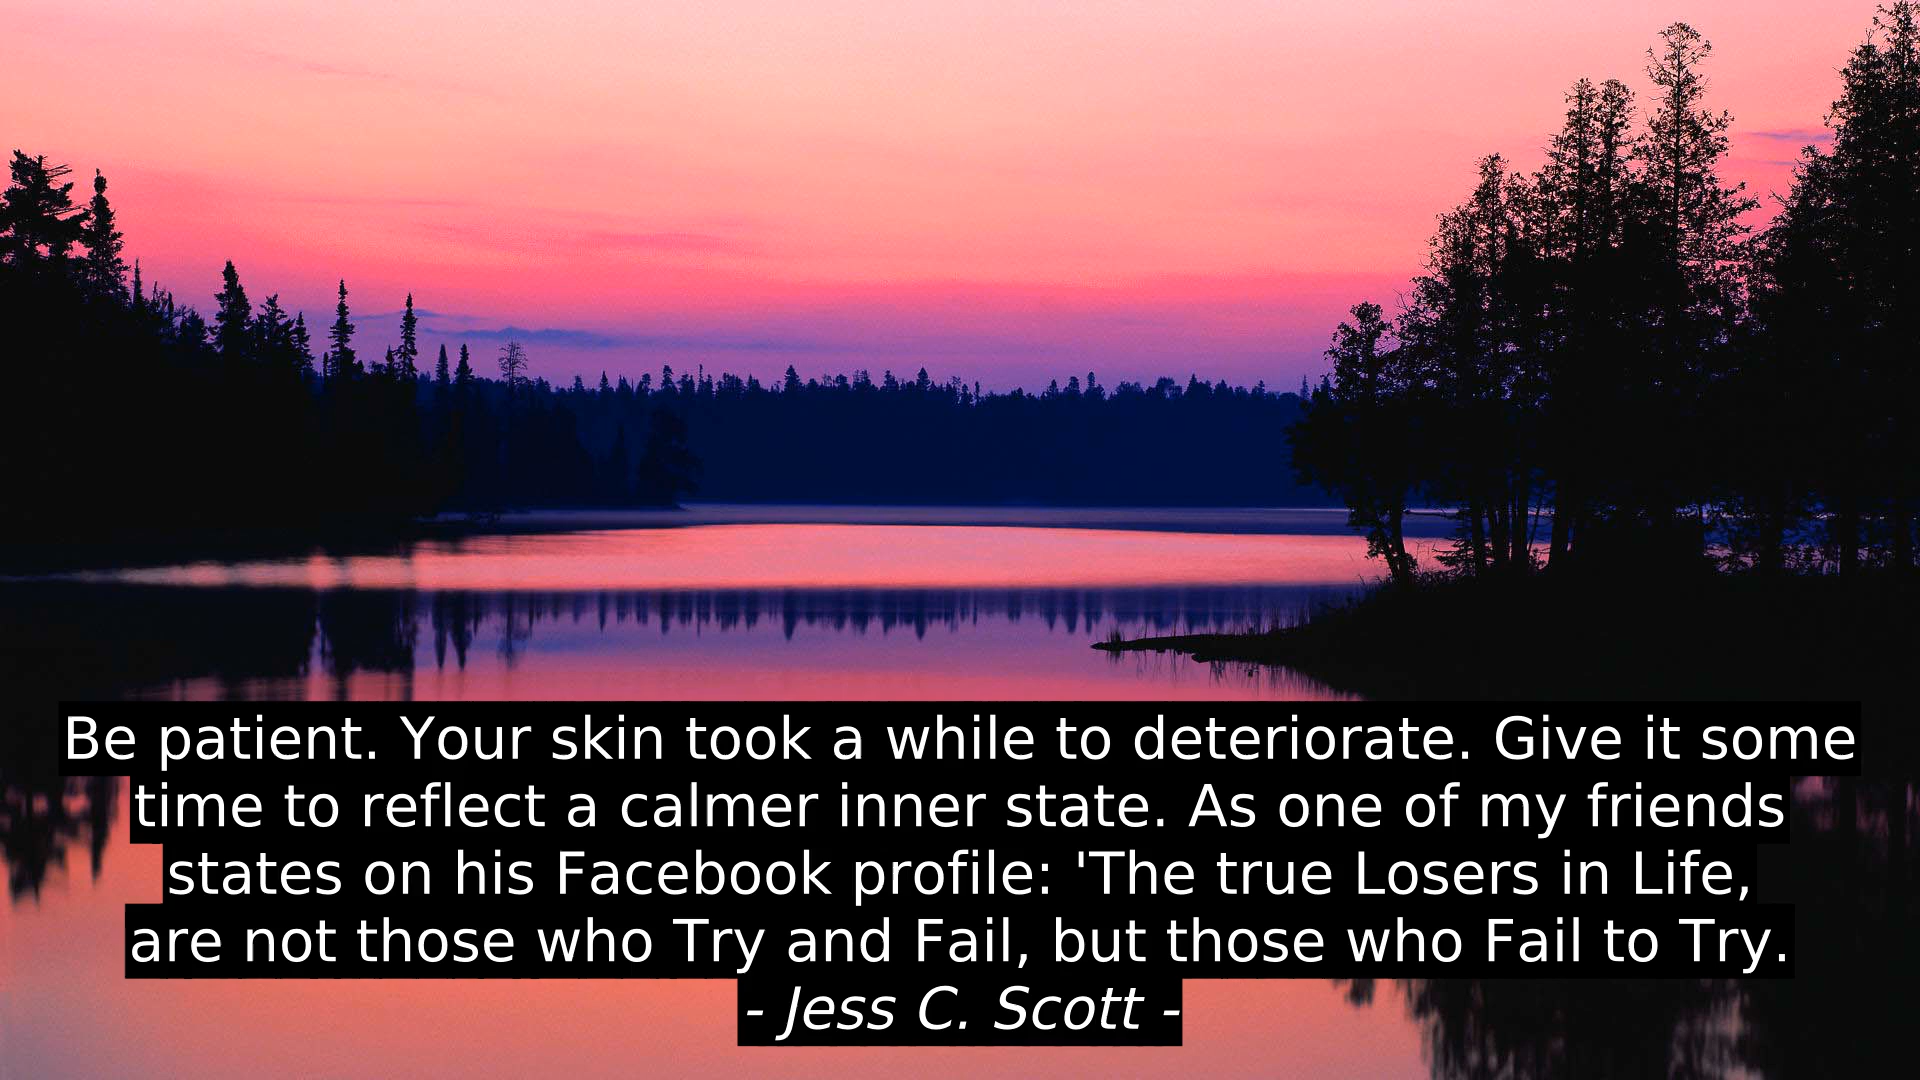 Be patient. Your skin took a while to deteriorate. Give it some
time to reflect a calmer inner state. As one of my friends
states on his Facebook profile: 'The true Losers in Life,
are not those who Try and Fail, but those who Fail to Try.
- Jess C. Scott -